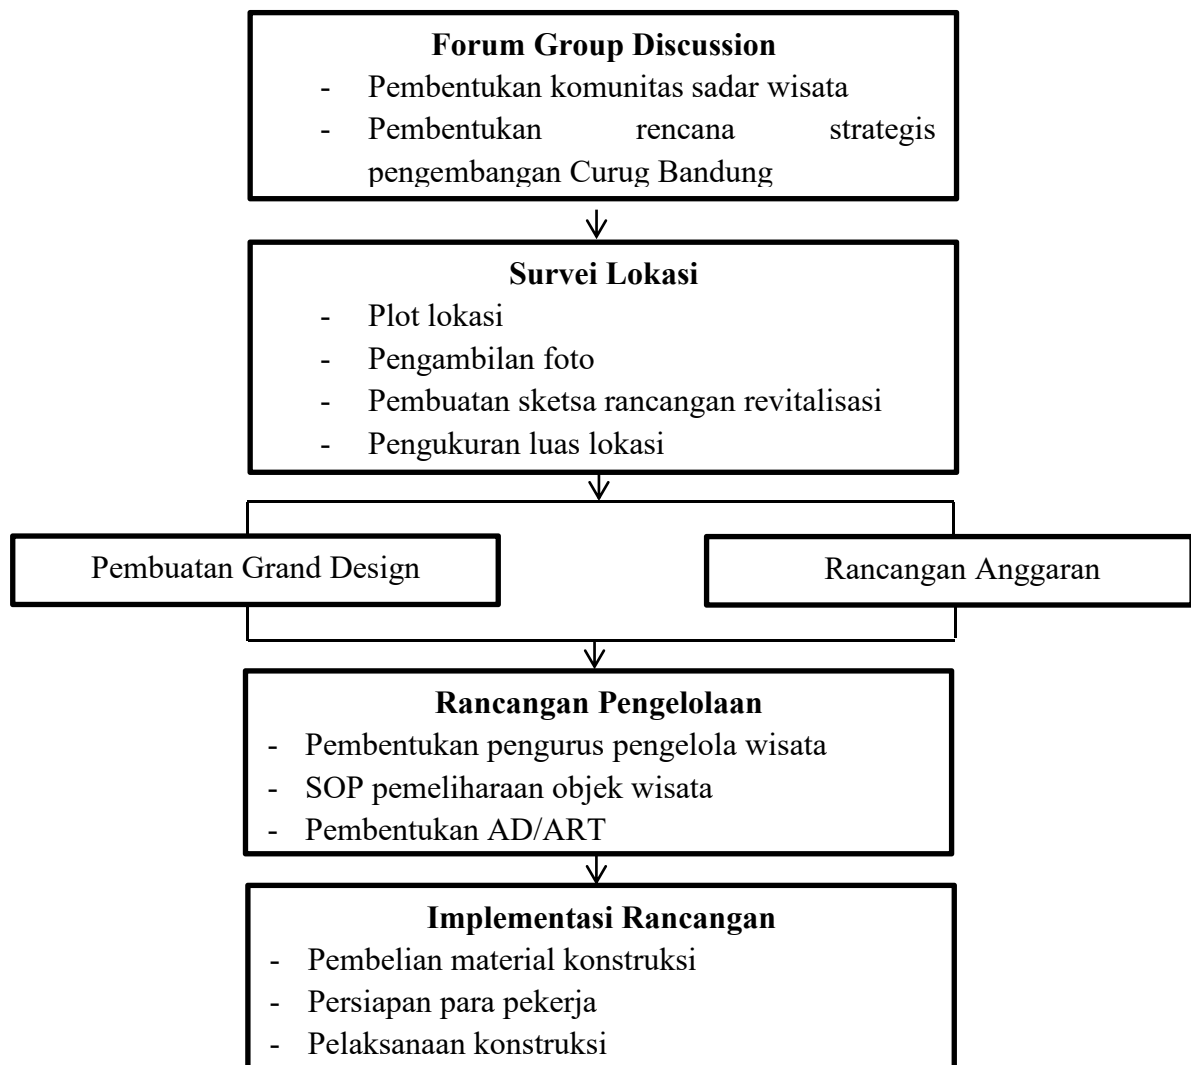 Forum Group Discussion
- Pembentukan komunitas sadar wisata
- Pembentukan rencana strategis
pengembangan Curug Bandung
Survei Lokasi
- Plot lokasi
- Pengambilan foto
- Pembuatan sketsa rancangan revitalisasi
- Pengukuran luas lokasi
Pembuatan Grand Design
Rancangan Anggaran
Rancangan Pengelolaan
- Pembentukan pengurus pengelola wisata
- SOP pemeliharaan objek wisata
- Pembentukan AD/ART
Implementasi Rancangan
- Pembelian material konstruksi
- Persiapan para pekerja
- Pelaksanaan konstruksi